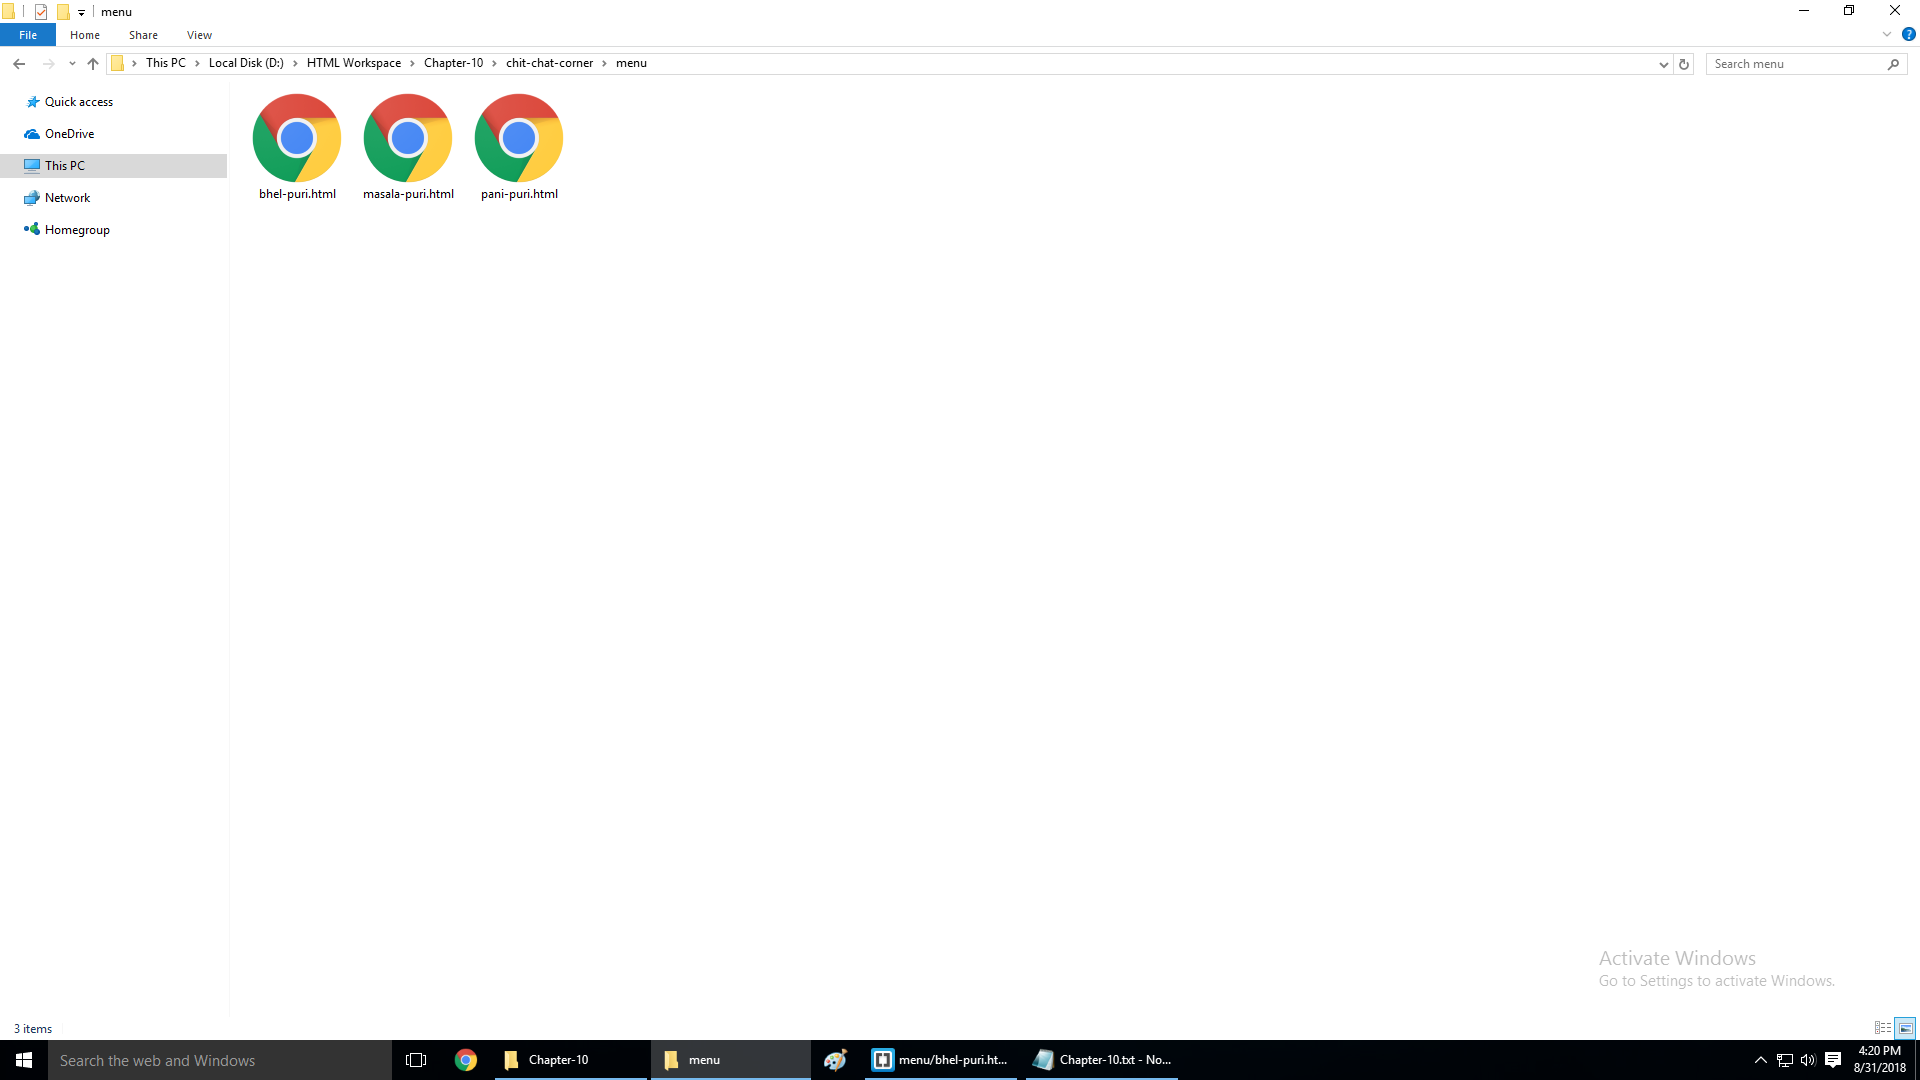 menu
File Home Share View
This PC Local Disk (D:) HTML Workspace Chapter-10 chit-chat-corner menu
Search menu
Quick access
OneDrive
This PC
Network
Homegroup
bhel-puri.html masala-puri.html pani-puri.html
Activate Windows
Go to Settings to activate Windows.
3 items
Search the web and Windows
Chapter-10
menu
menu/bhel-puri.ht...
Chapter-10.txt - No...
4:20 PM
8/31/2018